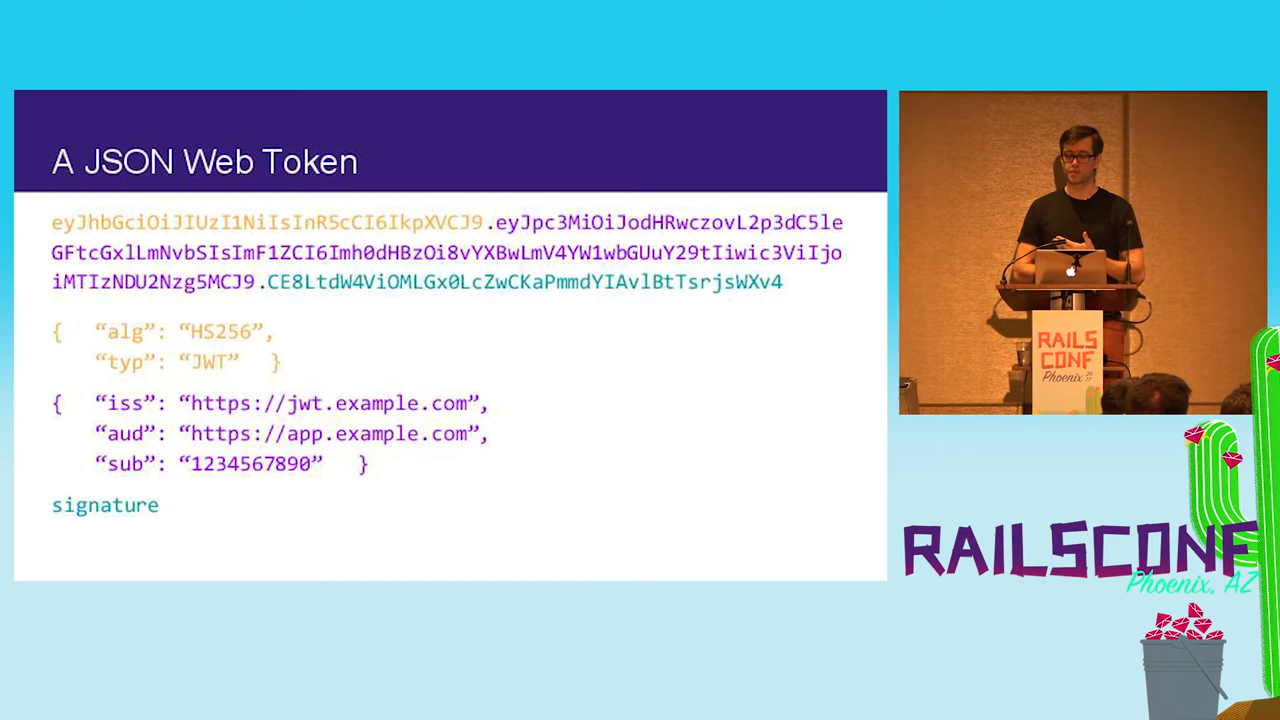 A JSON Web Token
eyJhbGciOiJIUzI1NiIsInR5cCI6IkpXVCJ9.eyJpc3MiOiJodHRwczovL2p3dC5le
GFtcGxlLmNvbSIsImF1ZCI6Imh0dHBzOi8vYXBwLmV4YW1wbGUuY29tIiwic3ViIjo
iMTIzNDU2Nzg5MCJ9.CE8LtdW4ViOMLGx0LcZwCKaPmmdYIAvlBtTsrjsWXv4
{ “alg”: “HS256”,
“typ”: “JWT” }
{ “iss”: “https://jwt.example.com”,
“aud”: “https://app.example.com”,
“sub”: “1234567890” }
signature
RAILS
CONF
Phoenix 2017
RAILSCONF
Phoenix, AZ